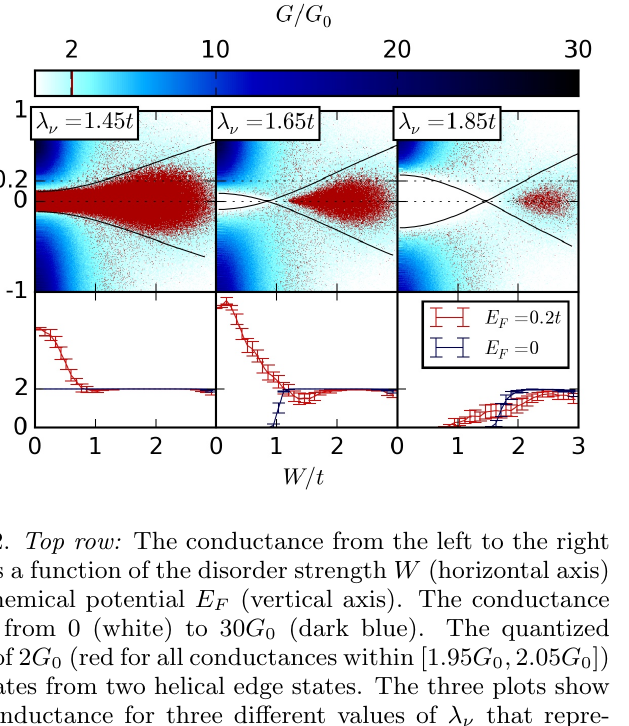 G/G₀
2 10 20 30
λν =1.45t λν =1.65t λν =1.85t
1
0.2
0
-1
E_F =0.2t
E_F =0
2
0
0 1 2 0 1 2 0 1 2 3
W/t
2. Top row: The conductance from the left to the right
s a function of the disorder strength W (horizontal axis)
hemical potential E_F (vertical axis). The conductance
from 0 (white) to 30G₀ (dark blue). The quantized
of 2G₀ (red for all conductances within [1.95G₀, 2.05G₀])
ates from two helical edge states. The three plots show
nductance for three different values of λν that repre-